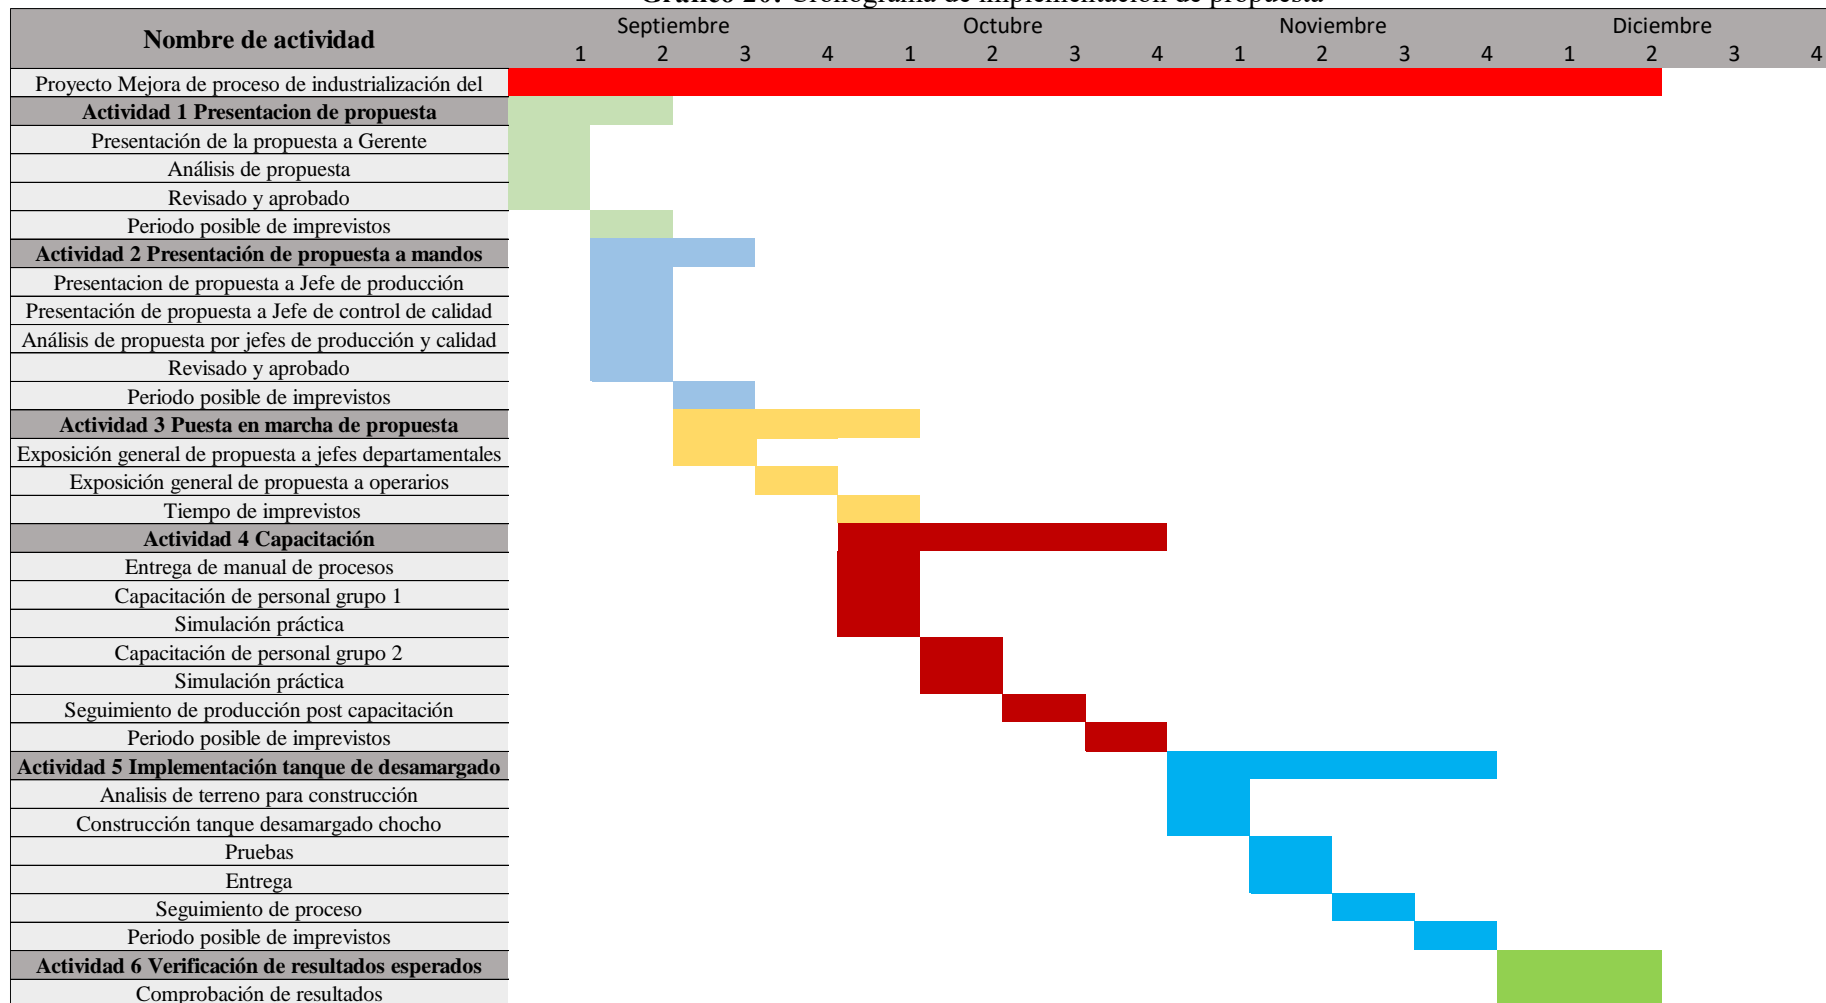 Gráfico 20: Cronograma de implementación de propuesta
Nombre de actividad
Septiembre Octubre Noviembre Diciembre
1 2 3 4 1 2 3 4 1 2 3 4 1 2 3 4
Proyecto Mejora de proceso de industrialización del
Actividad 1 Presentacion de propuesta
Presentación de la propuesta a Gerente
Análisis de propuesta
Revisado y aprobado
Periodo posible de imprevistos
Actividad 2 Presentación de propuesta a mandos
Presentacion de propuesta a Jefe de producción
Presentación de propuesta a Jefe de control de calidad
Análisis de propuesta por jefes de producción y calidad
Revisado y aprobado
Periodo posible de imprevistos
Actividad 3 Puesta en marcha de propuesta
Exposición general de propuesta a jefes departamentales
Exposición general de propuesta a operarios
Tiempo de imprevistos
Actividad 4 Capacitación
Entrega de manual de procesos
Capacitación de personal grupo 1
Simulación práctica
Capacitación de personal grupo 2
Simulación práctica
Seguimiento de producción post capacitación
Periodo posible de imprevistos
Actividad 5 Implementación tanque de desamargado
Analisis de terreno para construcción
Construcción tanque desamargado chocho
Pruebas
Entrega
Seguimiento de proceso
Periodo posible de imprevistos
Actividad 6 Verificación de resultados esperados
Comprobación de resultados